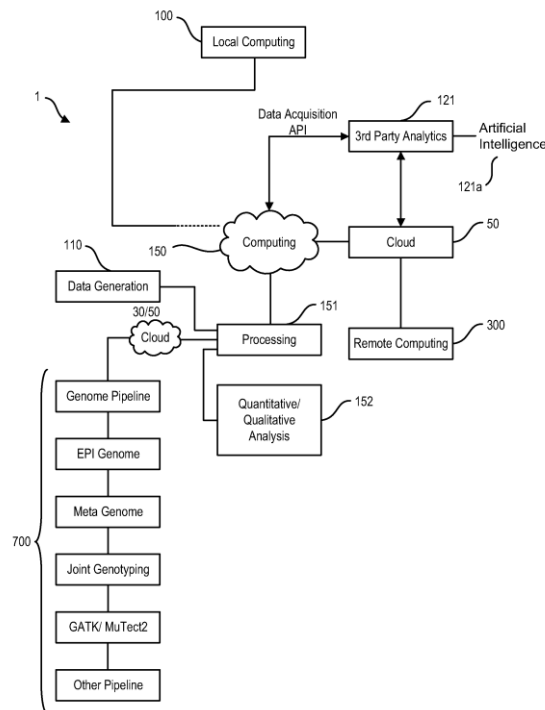 100
Local Computing
1
121
Data Acquisition
API
3rd Party Analytics
Artificial
Intelligence
121a
150
Computing
50
Cloud
110
Data Generation
30/50
Cloud
151
Processing
300
Remote Computing
Genome Pipeline
Quantitative/
Qualitative
Analysis
152
EPI Genome
Meta Genome
700
Joint Genotyping
GATK/ MuTect2
Other Pipeline